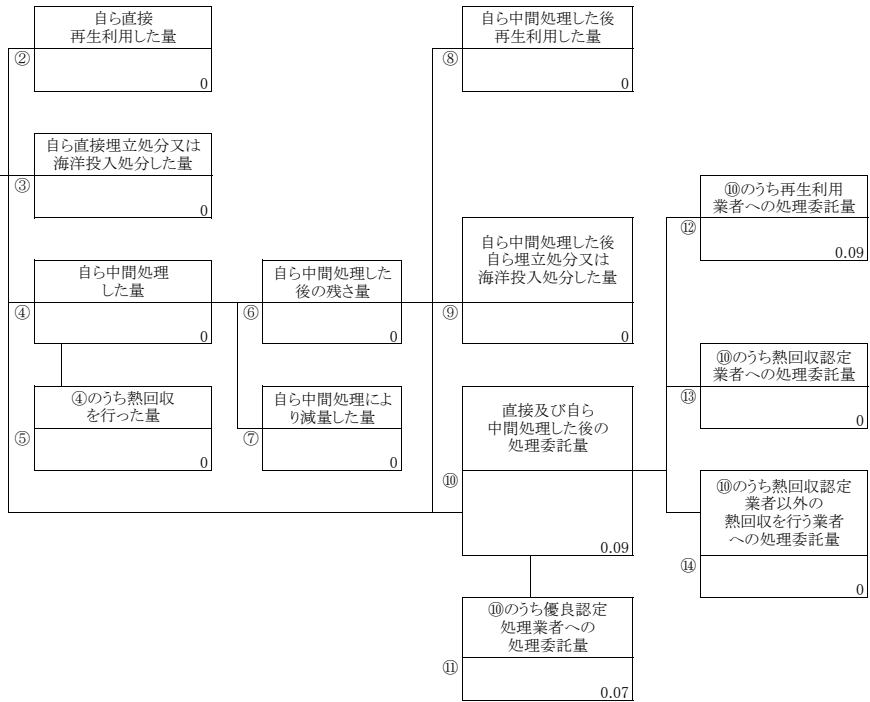 自ら直接
再生利用した量
②
0
自ら直接埋立処分又は
海洋投入処分した量
③
0
自ら中間処理
した量
④
0
④のうち熱回収
を行った量
⑤
0
自ら中間処理した
後の残さ量
⑥
0
自ら中間処理によ
り減量した量
⑦
0
自ら中間処理した後
再生利用した量
⑧
0
自ら中間処理した後
自ら埋立処分又は
海洋投入処分した量
⑨
0
直接及び自ら
中間処理した後の
処理委託量
⑩
0.09
⑩のうち優良認定
処理業者への
処理委託量
⑪
0.07
⑩のうち再生利用
業者への処理委託量
⑫
0.09
⑩のうち熱回収認定
業者への処理委託量
⑬
0
⑩のうち熱回収認定
業者以外の
熱回収を行う業者
への処理委託量
⑭
0